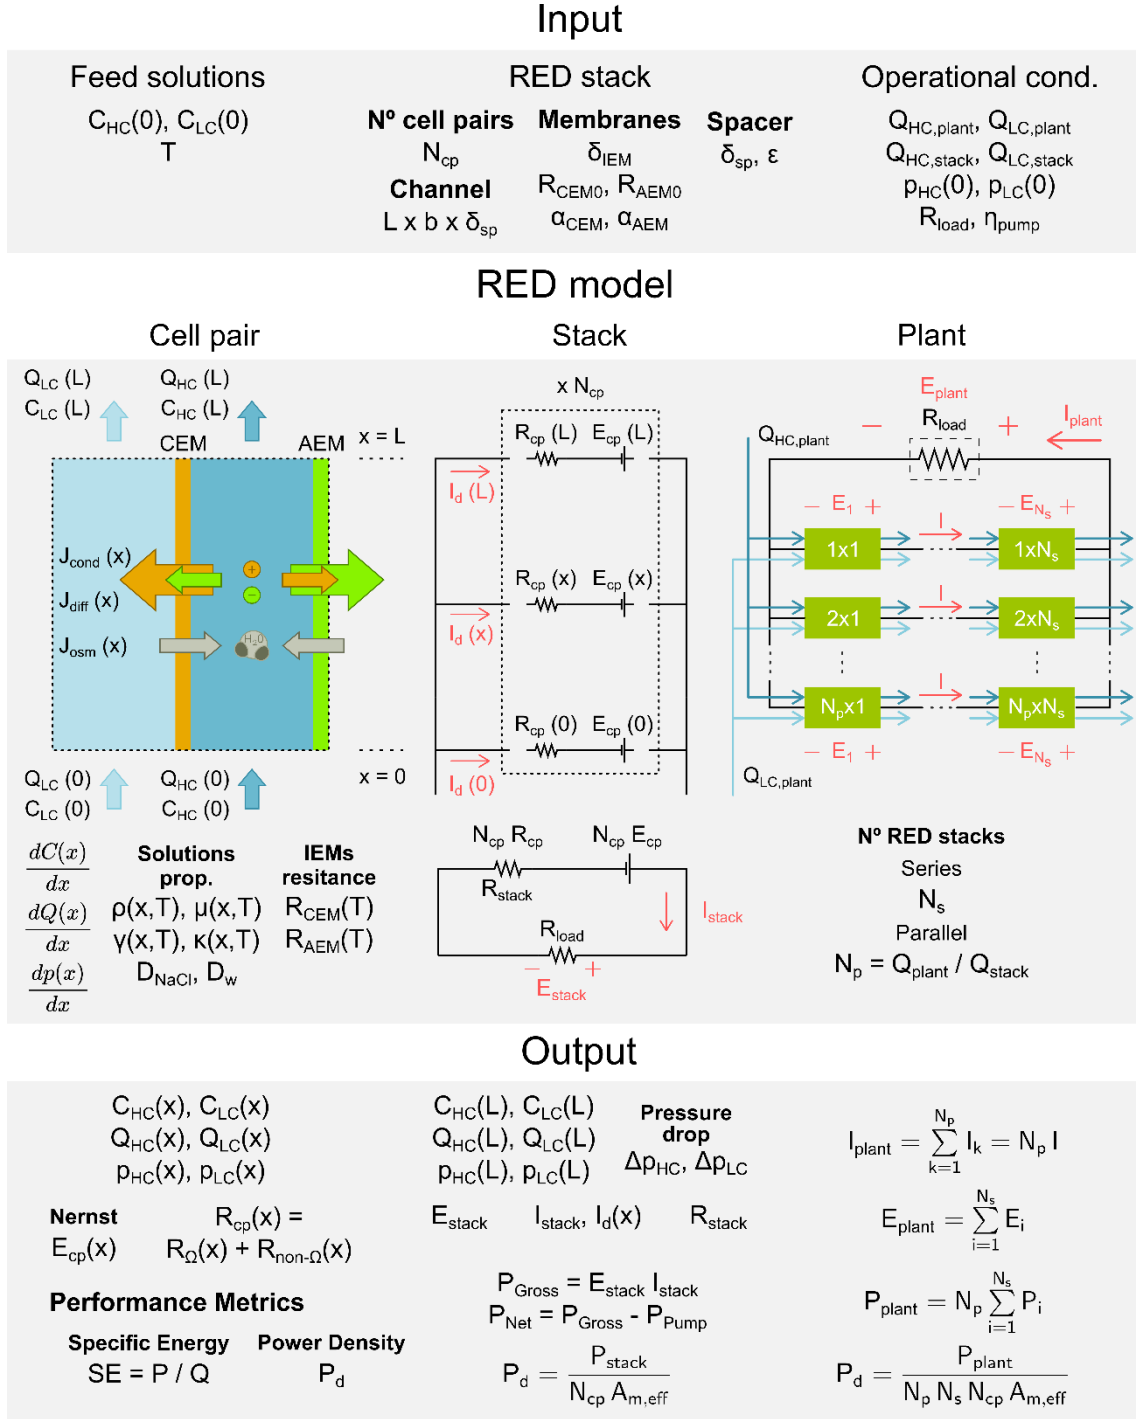 Input
Feed solutions
C_HC(0), C_LC(0)
T
RED stack
Nº cell pairs
N_cp
Channel
L x b x δ_sp
Membranes
δ_IEM
R_CEM0, R_AEM0
α_CEM, α_AEM
Spacer
δ_sp, ε
Operational cond.
Q_HC,plant, Q_LC,plant
Q_HC,stack, Q_LC,stack
p_HC(0), p_LC(0)
R_load, η_pump
RED model
Cell pair
Q_LC (L)
C_LC (L)
Q_HC (L)
C_HC (L)
CEM
AEM
x = L
J_cond (x)
J_diff (x)
J_osm (x)
+
−
H2O
x = 0
Q_LC (0)
C_LC (0)
Q_HC (0)
C_HC (0)
dC(x)
dx
dQ(x)
dx
dp(x)
dx
Solutions
prop.
ρ(x,T), μ(x,T)
γ(x,T), κ(x,T)
D_NaCl, D_w
IEMs
resitance
R_CEM(T)
R_AEM(T)
Stack
x N_cp
R_cp (L) E_cp (L)
I_d (L)
R_cp (x) E_cp (x)
I_d (x)
R_cp (0) E_cp (0)
I_d (0)
N_cp R_cp
N_cp E_cp
R_stack
I_stack
R_load
− +
E_stack
Plant
E_plant
− R_load +
I_plant
Q_HC,plant
− E_1 +
I
− E_Ns +
1x1
1xN_s
I
2x1
2xN_s
I
N_px1
N_pxN_s
− E_1 +
− E_Ns +
Q_LC,plant
Nº RED stacks
Series
N_s
Parallel
N_p = Q_plant / Q_stack
Output
C_HC(x), C_LC(x)
Q_HC(x), Q_LC(x)
p_HC(x), p_LC(x)
Nernst
E_cp(x)
R_cp(x) =
R_Ω(x) + R_non-Ω(x)
Performance Metrics
Specific Energy
SE = P / Q
Power Density
P_d
C_HC(L), C_LC(L)
Q_HC(L), Q_LC(L)
p_HC(L), p_LC(L)
Pressure
drop
Δp_HC, Δp_LC
E_stack I_stack, I_d(x) R_stack
P_Gross = E_stack I_stack
P_Net = P_Gross - P_Pump
P_d = P_stack / N_cp A_m,eff
I_plant = ∑_{k=1}^{N_p} I_k = N_p I
E_plant = ∑_{i=1}^{N_s} E_i
P_plant = N_p ∑_{i=1}^{N_s} P_i
P_d = P_plant / N_p N_s N_cp A_m,eff